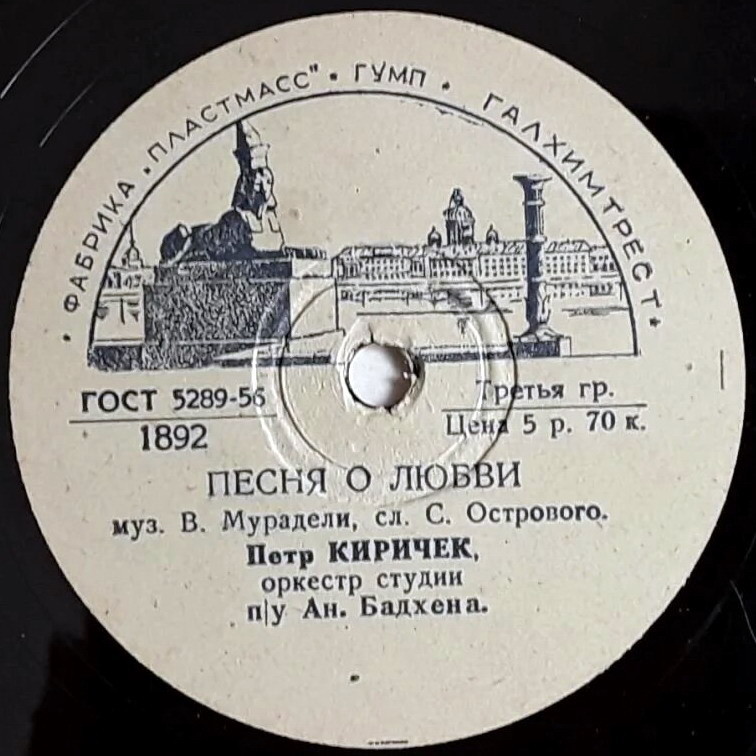 ФАБРИКА „ПЛАСТМАСС" • ГУМП • ГАЛХИМТРЕСТ
ГОСТ 5289-56
1892
Третья гр.
Цена 5 р. 70 к.
ПЕСНЯ О ЛЮБВИ
муз. В. Мурадели, сл. С. Острового.
Петр КИРИЧЕК,
оркестр студии
п/у Ан. Бадхена.